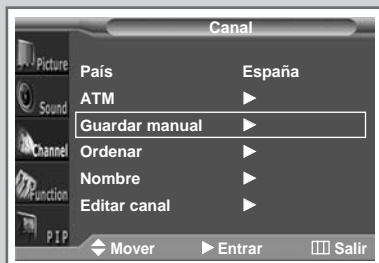 Canal
Picture
País España
ATM ▶
Sound
Guardar manual ▶
Channel
Ordenar ▶
Nombre ▶
Function
Editar canal ▶
PIP
Mover ▶ Entrar Salir